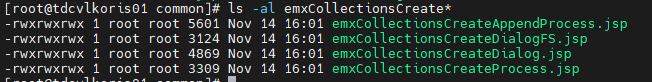 [root@tdcvlkoris01 common]# ls -al emxCollectionsCreate*
-rwxrwxrwx 1 root root 5601 Nov 14 16:01 emxCollectionsCreateAppendProcess.jsp
-rwxrwxrwx 1 root root 3124 Nov 14 16:01 emxCollectionsCreateDialogFS.jsp
-rwxrwxrwx 1 root root 4869 Nov 14 16:01 emxCollectionsCreateDialog.jsp
-rwxrwxrwx 1 root root 3309 Nov 14 16:01 emxCollectionsCreateProcess.jsp